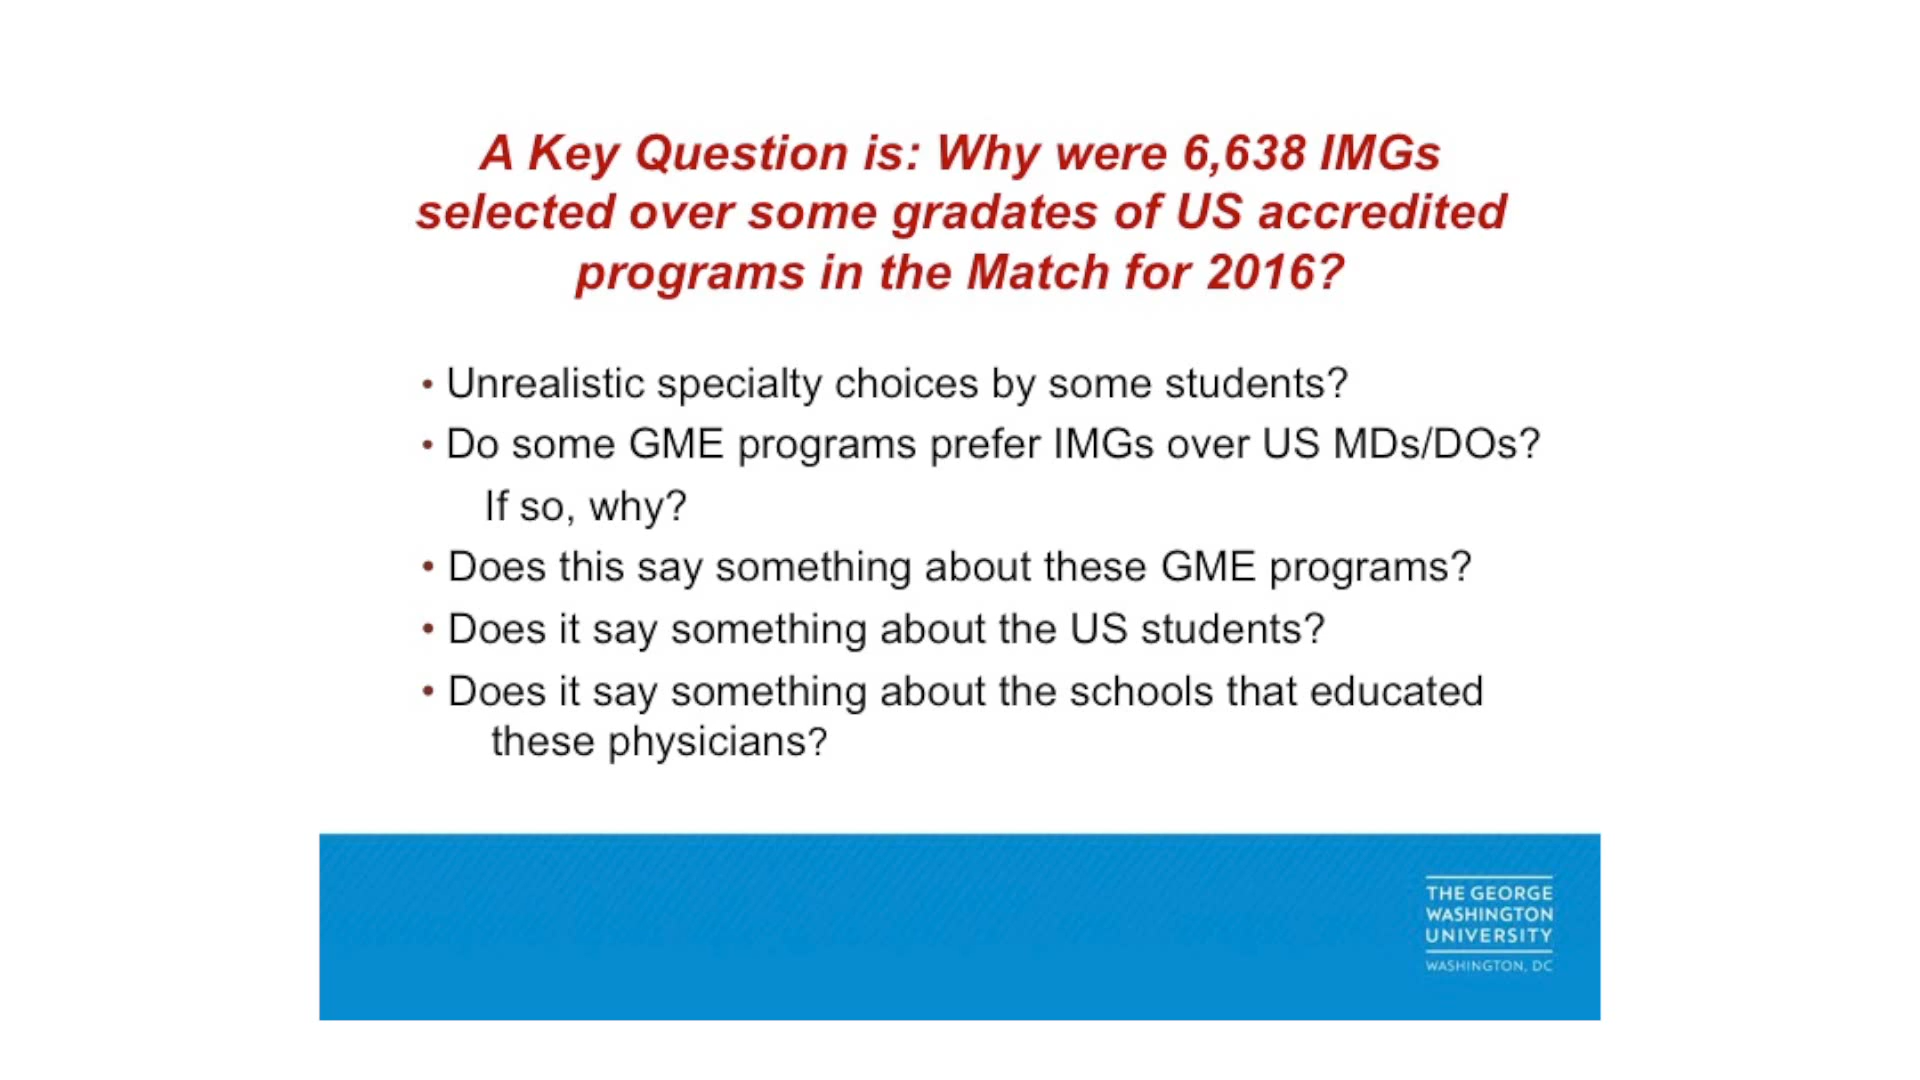 A Key Question is: Why were 6,638 IMGs
selected over some gradates of US accredited
programs in the Match for 2016?
• Unrealistic specialty choices by some students?
• Do some GME programs prefer IMGs over US MDs/DOs?
If so, why?
• Does this say something about these GME programs?
• Does it say something about the US students?
• Does it say something about the schools that educated
these physicians?
THE GEORGE
WASHINGTON
UNIVERSITY
WASHINGTON, DC